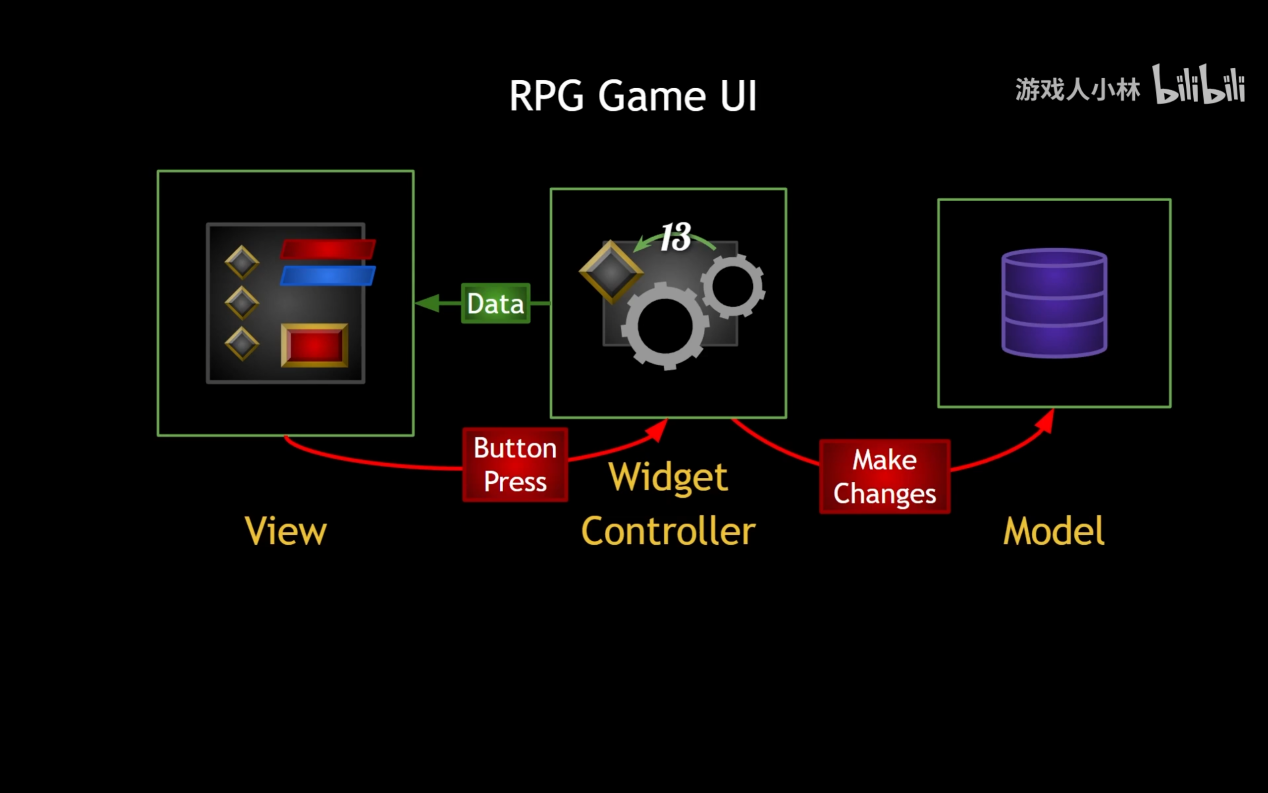 RPG Game UI
游戏人小林 bilibili
13
Data
Button
Press
Widget
Controller
Make
Changes
View
Model